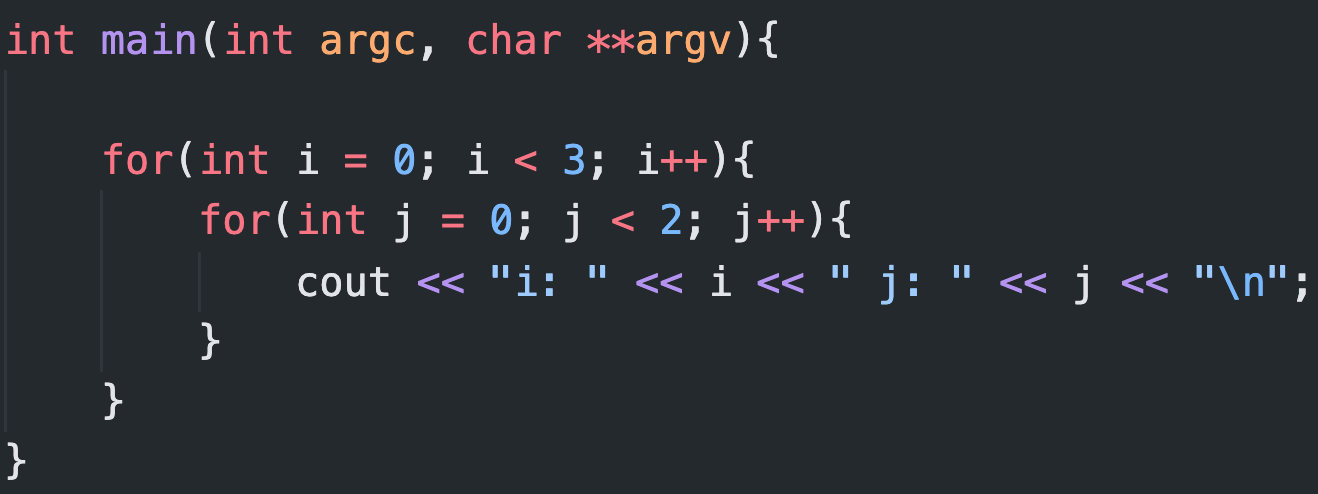 int main(int argc, char **argv){
for(int i = 0; i < 3; i++){
for(int j = 0; j < 2; j++){
cout << "i: " << i << " j: " << j << "\n";
}
}
}